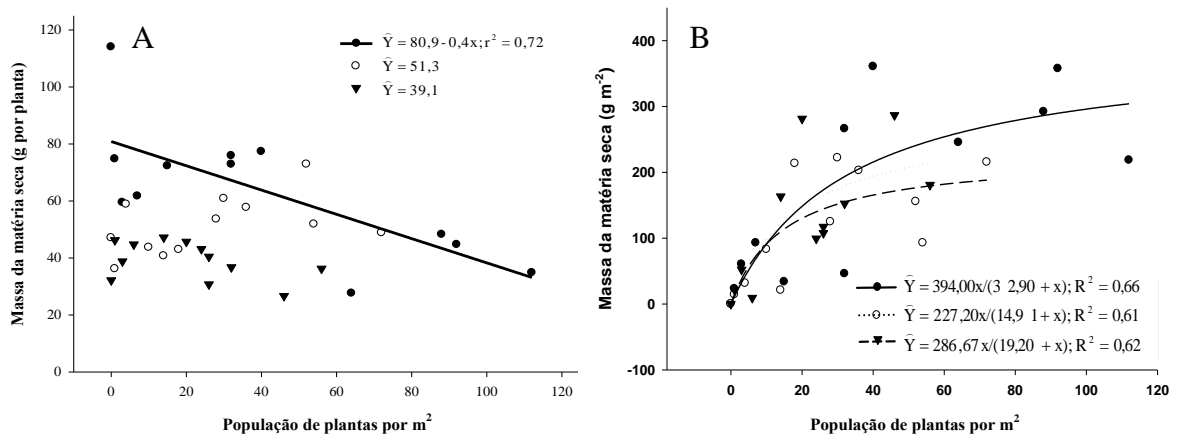 A
Ŷ = 80,9-0,4x; r² = 0,72
Ŷ = 51,3
Ŷ = 39,1
Massa da matéria seca (g por planta)
120
100
80
60
40
20
0
0 20 40 60 80 100 120
População de plantas por m²
B
Massa da matéria seca (g m⁻²)
400
300
200
100
0
-100
Ŷ = 394,00x/(3 2,90 + x); R² = 0,66
Ŷ = 227,20x/(14,9 1 + x); R² = 0,61
Ŷ = 286,67x/(19,20 + x); R² = 0,62
0 20 40 60 80 100 120
População de plantas por m²